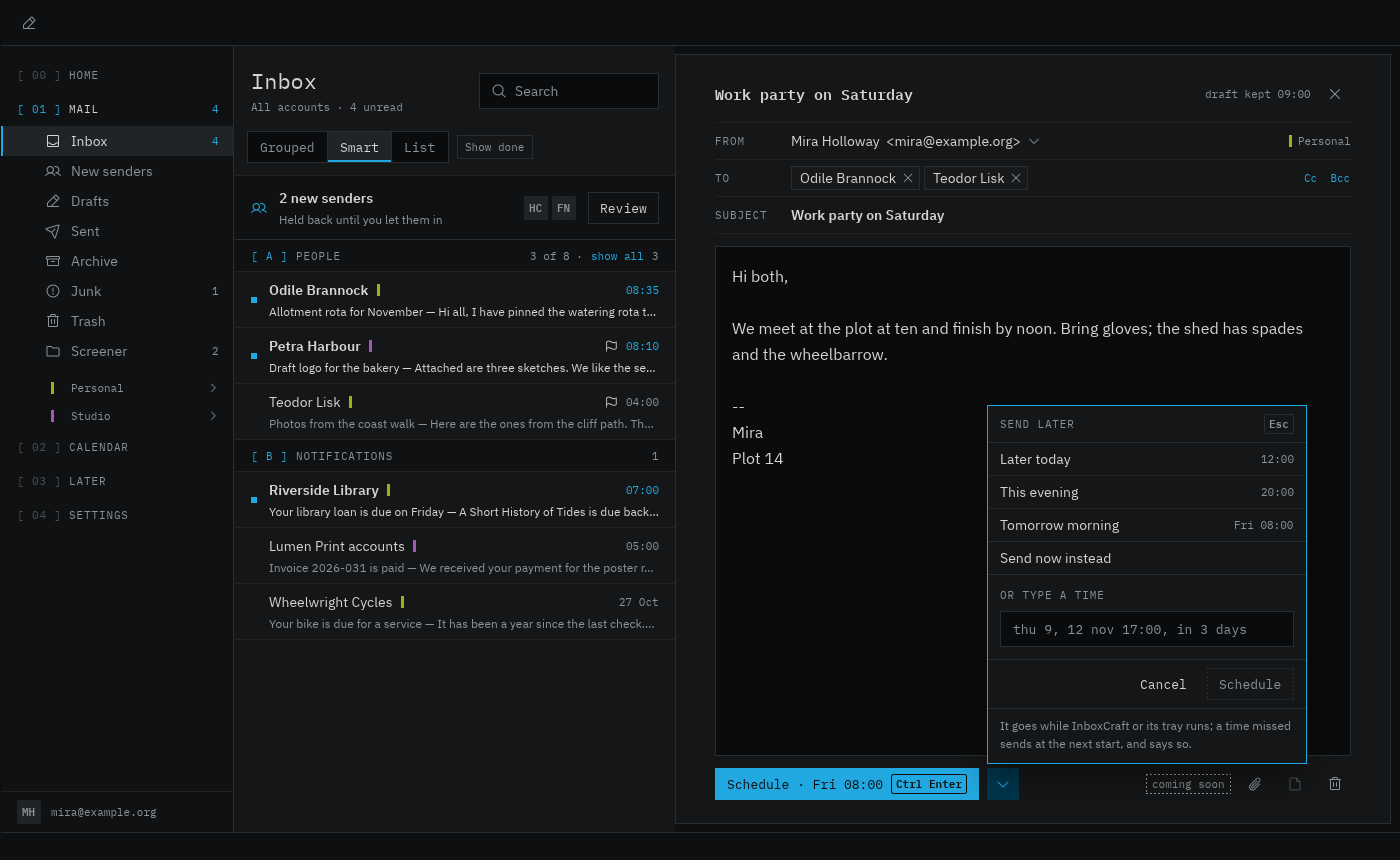 [ 00 ] HOME
[ 01 ] MAIL 4
Inbox 4
New senders
Drafts
Sent
Archive
Junk 1
Trash
Screener 2
Personal
Studio
[ 02 ] CALENDAR
[ 03 ] LATER
[ 04 ] SETTINGS
MH mira@example.org
Inbox
All accounts · 4 unread
Search
Grouped Smart List Show done
2 new senders
Held back until you let them in
HC FN Review
[ A ] PEOPLE 3 of 8 · show all 3
Odile Brannock 08:35
Allotment rota for November — Hi all, I have pinned the watering rota t…
Petra Harbour 08:10
Draft logo for the bakery — Attached are three sketches. We like the se…
Teodor Lisk 04:00
Photos from the coast walk — Here are the ones from the cliff path. Th…
[ B ] NOTIFICATIONS 1
Riverside Library 07:00
Your library loan is due on Friday — A Short History of Tides is due back…
Lumen Print accounts 05:00
Invoice 2026-031 is paid — We received your payment for the poster r…
Wheelwright Cycles 27 Oct
Your bike is due for a service — It has been a year since the last check.…
Work party on Saturday draft kept 09:00
FROM Mira Holloway <mira@example.org> Personal
TO Odile Brannock Teodor Lisk Cc Bcc
SUBJECT Work party on Saturday
Hi both,
We meet at the plot at ten and finish by noon. Bring gloves; the shed has spades
and the wheelbarrow.
--
Mira
Plot 14
SEND LATER Esc
Later today 12:00
This evening 20:00
Tomorrow morning Fri 08:00
Send now instead
OR TYPE A TIME
thu 9, 12 nov 17:00, in 3 days
Cancel Schedule
It goes while InboxCraft or its tray runs; a time missed
sends at the next start, and says so.
Schedule · Fri 08:00 Ctrl Enter
coming soon